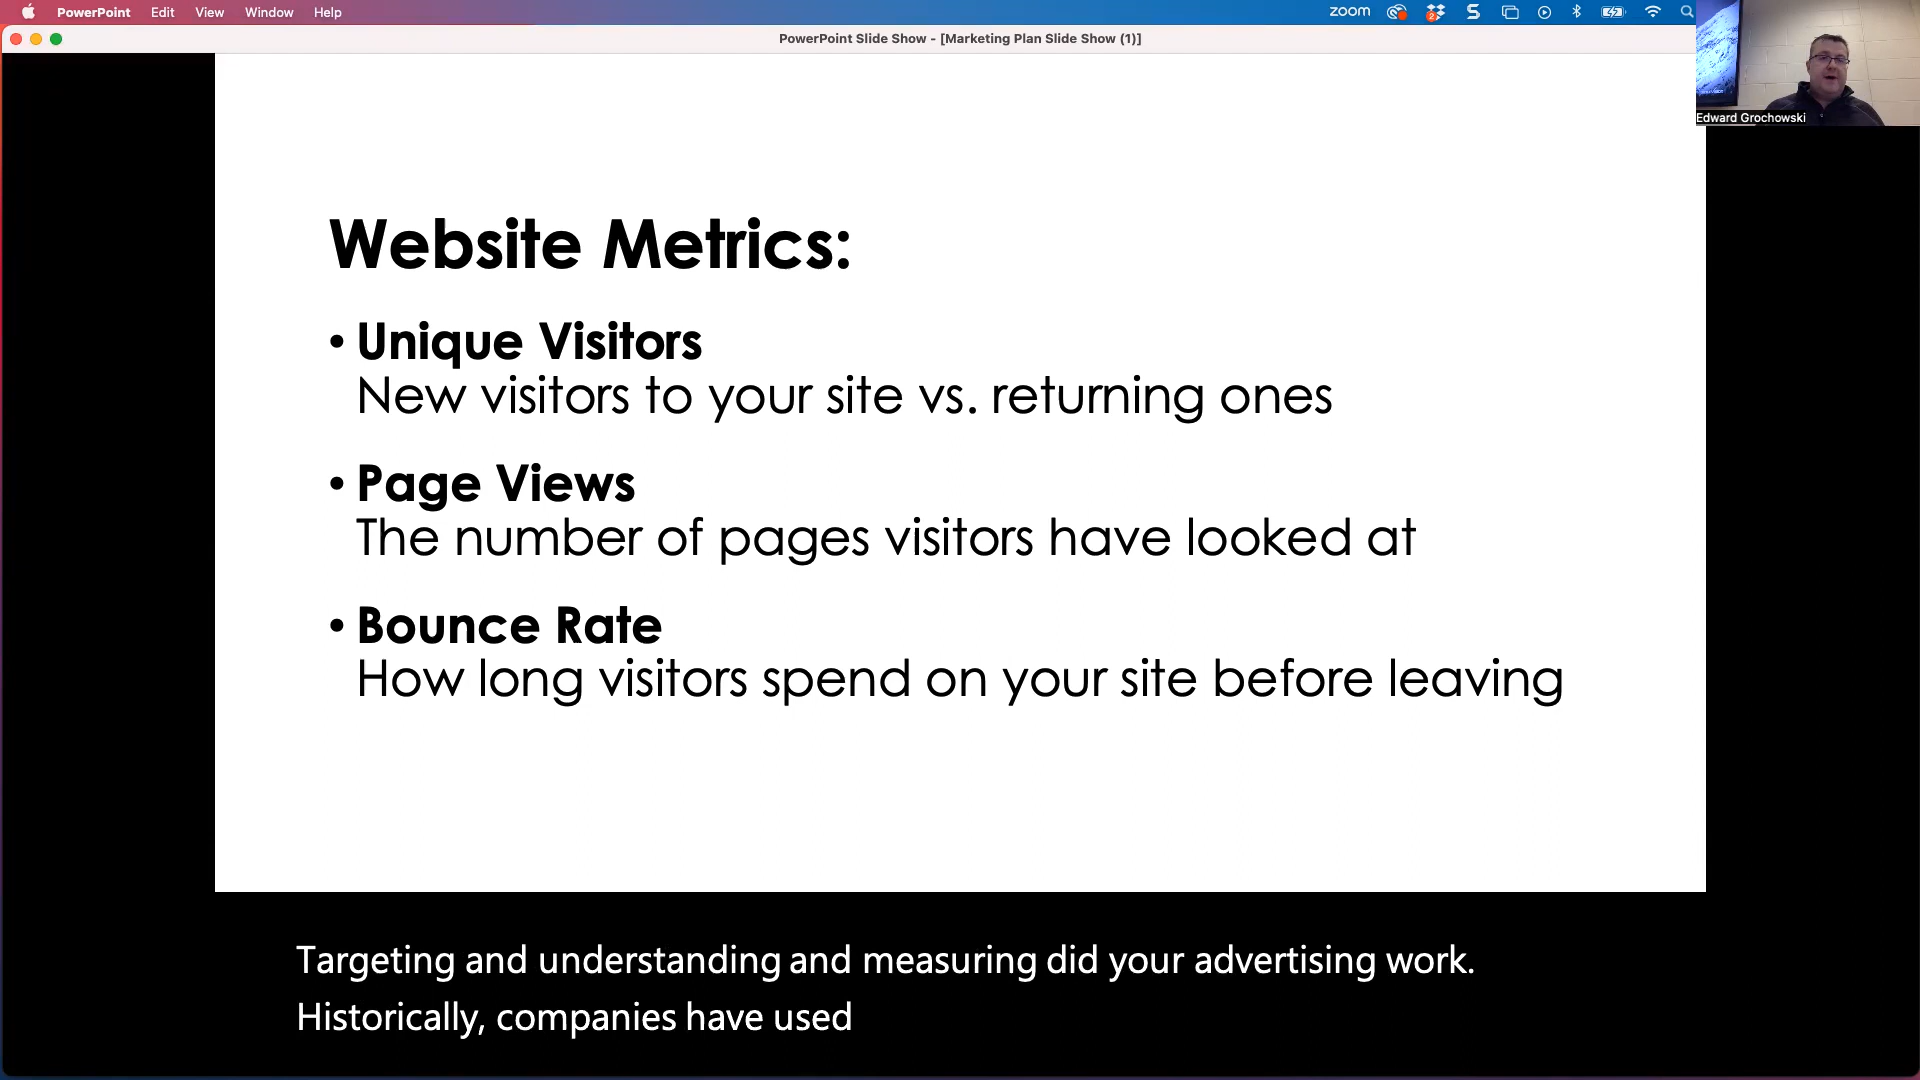 PowerPoint Edit View Window Help
zoom
2
S
PowerPoint Slide Show - [Marketing Plan Slide Show (1)]
Edward Grochowski
Website Metrics:
• Unique Visitors
New visitors to your site vs. returning ones
• Page Views
The number of pages visitors have looked at
• Bounce Rate
How long visitors spend on your site before leaving
Targeting and understanding and measuring did your advertising work.
Historically, companies have used